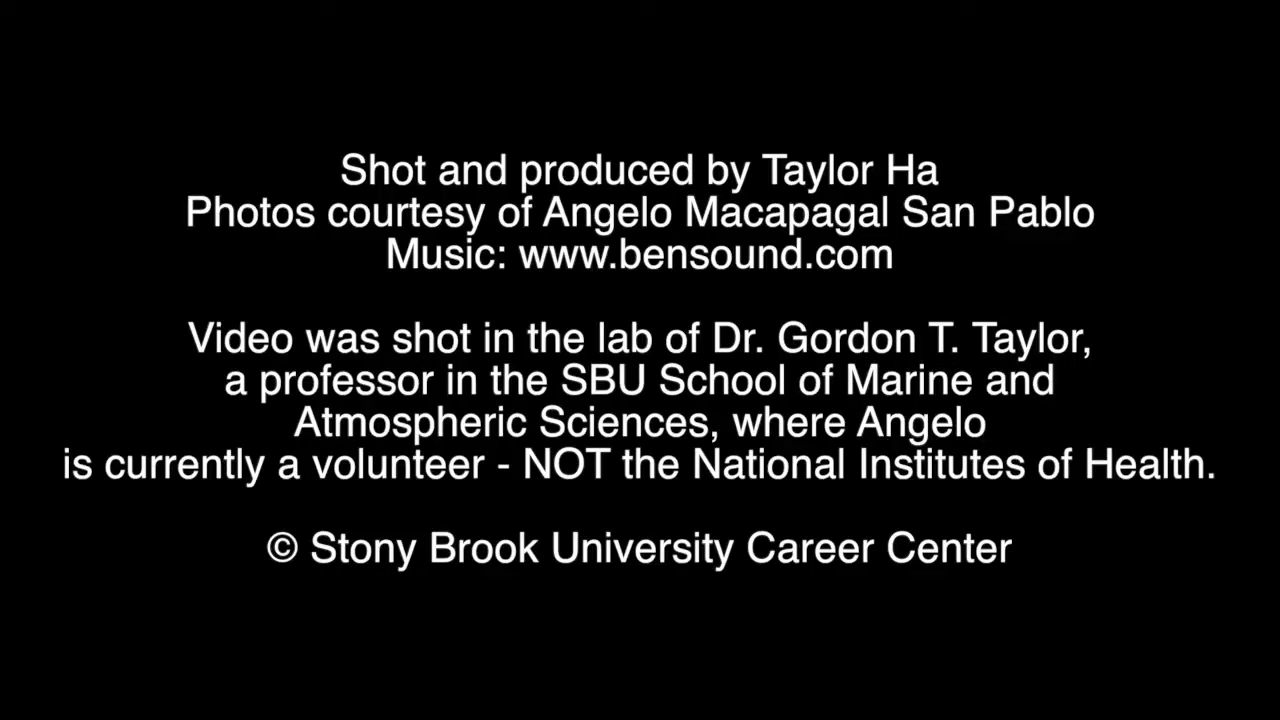 Shot and produced by Taylor Ha
Photos courtesy of Angelo Macapagal San Pablo
Music: www.bensound.com
Video was shot in the lab of Dr. Gordon T. Taylor,
a professor in the SBU School of Marine and
Atmospheric Sciences, where Angelo
is currently a volunteer - NOT the National Institutes of Health.
© Stony Brook University Career Center